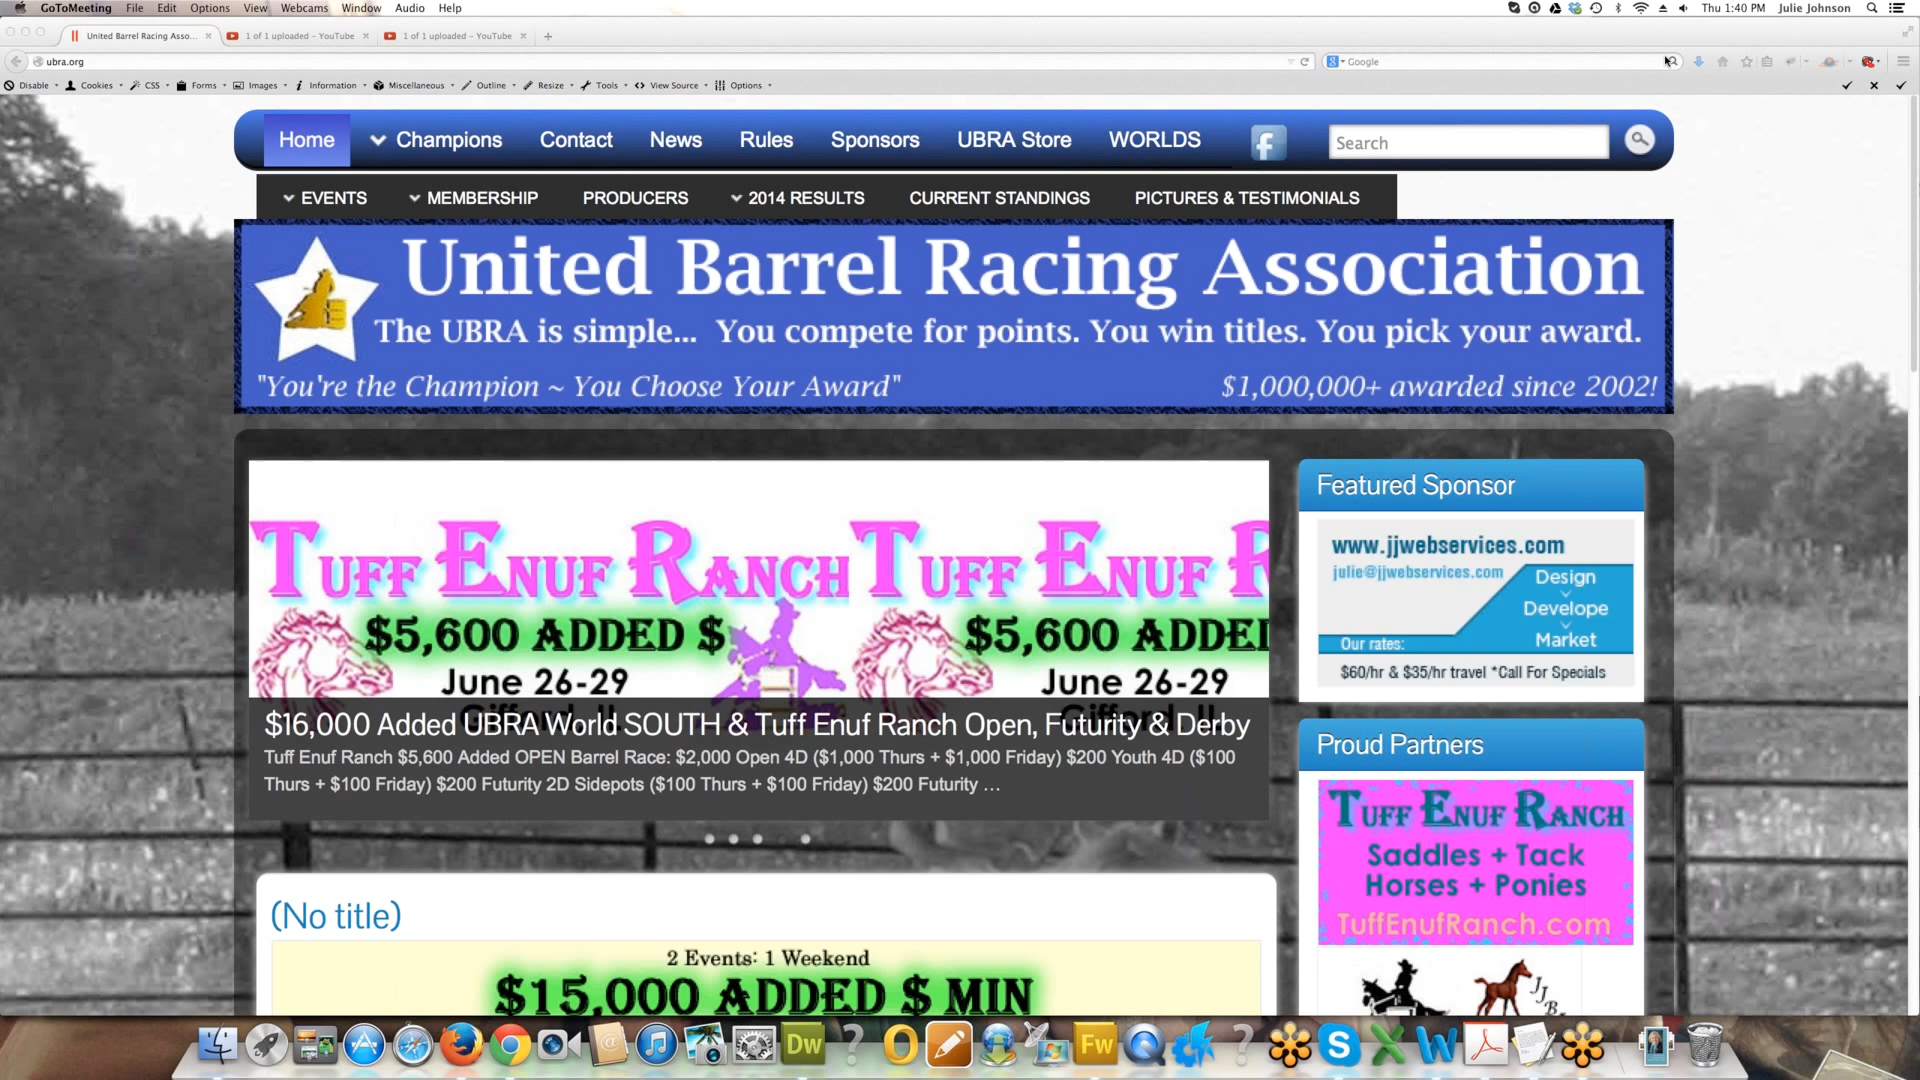 GoToMeeting File Edit Options View Webcams Window Audio Help Thu 1:40 PM Julie Johnson
United Barrel Racing Asso... 1 of 1 uploaded - YouTube 1 of 1 uploaded - YouTube
ubra.org Google
Disable Cookies CSS Forms Images Information Miscellaneous Outline Resize Tools View Source Options
Home Champions Contact News Rules Sponsors UBRA Store WORLDS f Search
EVENTS MEMBERSHIP PRODUCERS 2014 RESULTS CURRENT STANDINGS PICTURES & TESTIMONIALS
United Barrel Racing Association
The UBRA is simple... You compete for points. You win titles. You pick your award.
"You're the Champion ~ You Choose Your Award" $1,000,000+ awarded since 2002!
TUFF ENUF RANCH TUFF ENUF R
$5,600 ADDED $ $5,600 ADDED
June 26-29 June 26-29
$16,000 Added UBRA World SOUTH & Tuff Enuf Ranch Open, Futurity & Derby
Tuff Enuf Ranch $5,600 Added OPEN Barrel Race: $2,000 Open 4D ($1,000 Thurs + $1,000 Friday) $200 Youth 4D ($100
Thurs + $100 Friday) $200 Futurity 2D Sidepots ($100 Thurs + $100 Friday) $200 Futurity …
(No title)
2 Events: 1 Weekend
$15,000 ADDED $ MIN
Featured Sponsor
www.jjwebservices.com
julie@jjwebservices.com
Design
Develope
Market
Our rates:
$60/hr & $35/hr travel *Call For Specials
Proud Partners
TUFF ENUF RANCH
Saddles + Tack
Horses + Ponies
TuffEnufRanch.com
JJB
Dw Fw